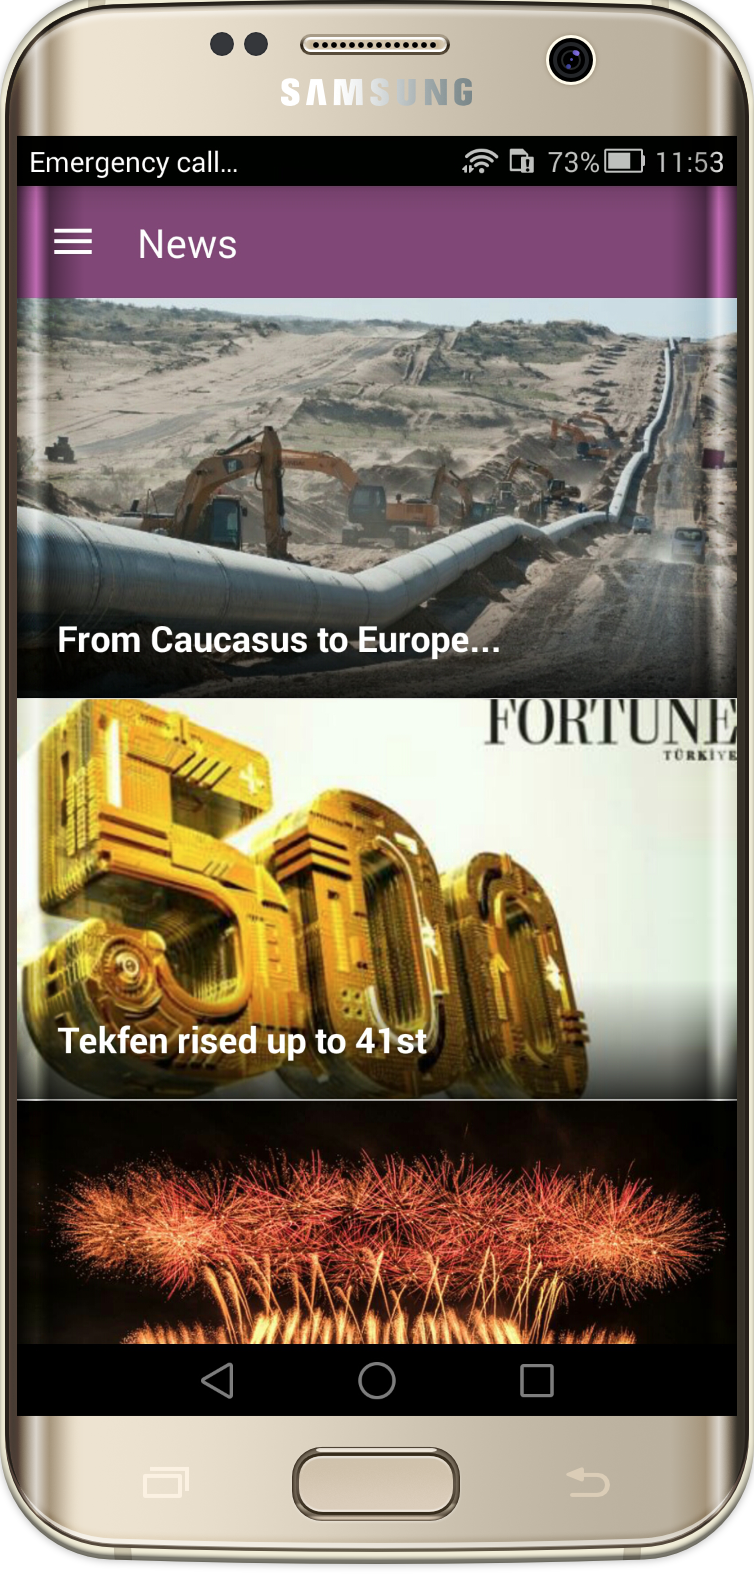 SAMSUNG
Emergency call...
73%
11:53
News
From Caucasus to Europe...
FORTUNE
TÜRKİYE
500
Tekfen rised up to 41st